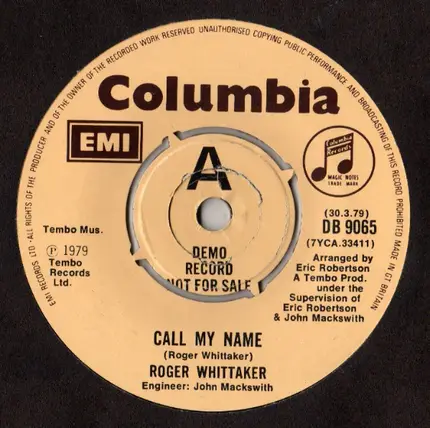 ALL RIGHTS OF THE PRODUCER AND OF THE OWNER OF THE RECORDED WORK RESERVED UNAUTHORISED COPYING PUBLIC PERFORMANCE AND BROADCASTING OF THIS RECORD PROHIBITED MADE IN GT BRITAIN
EMI RECORDS LTD
Columbia
EMI
A
Columbia Records
MAGIC NOTES
TRADE MARK
(30.3.79)
DB 9065
(7YCA.33411)
Tembo Mus.
℗ 1979
Tembo
Records
Ltd.
DEMO
RECORD
NOT FOR SALE
Arranged by
Eric Robertson
A Tembo Prod.
under the
Supervision of
Eric Robertson
& John Mackswith
CALL MY NAME
(Roger Whittaker)
ROGER WHITTAKER
Engineer: John Mackswith